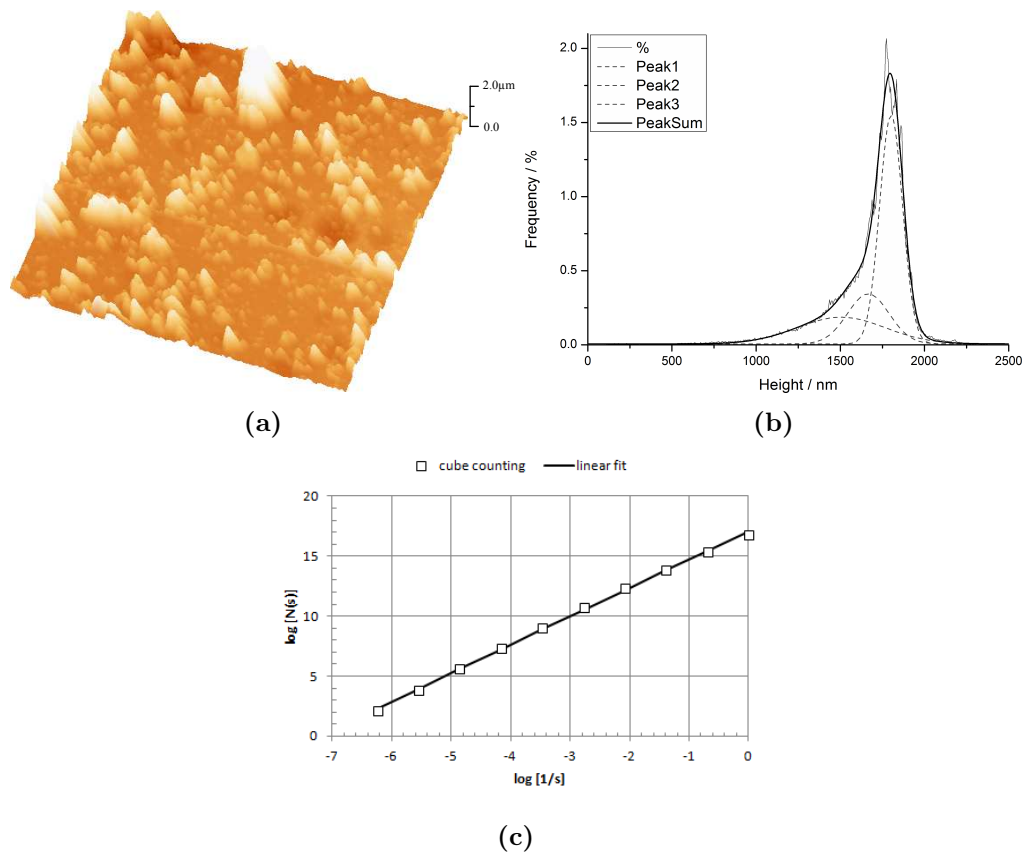 2.0µm
0.0
(a)
%
Peak1
Peak2
Peak3
PeakSum
2.0
1.5
1.0
0.5
0.0
Frequency / %
0 500 1000 1500 2000 2500
Height / nm
(b)
cube counting linear fit
20
15
10
5
0
log [N(s)]
-7 -6 -5 -4 -3 -2 -1 0
log [1/s]
(c)